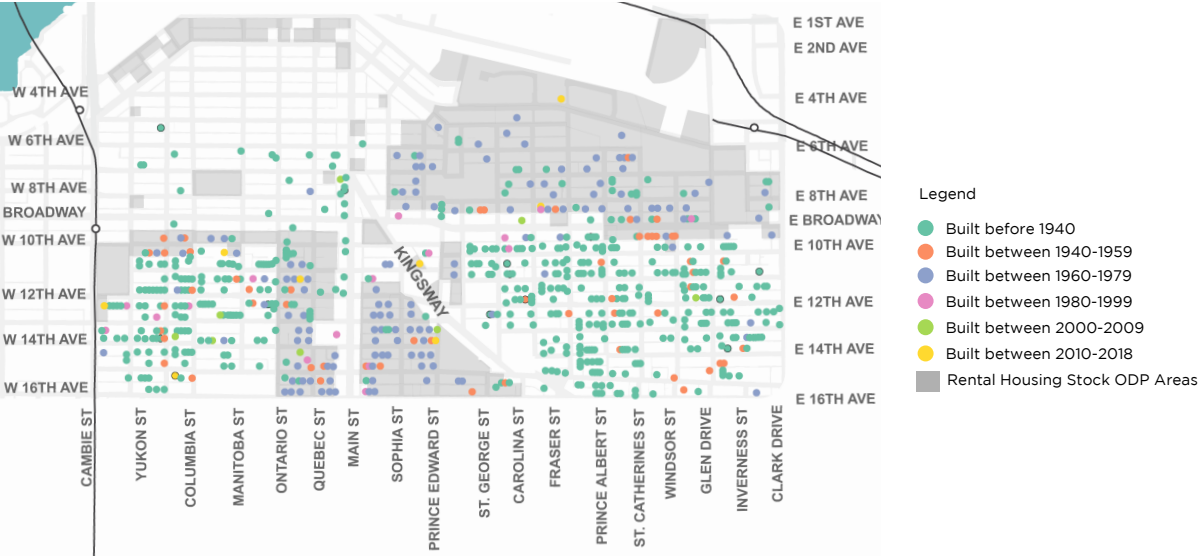 E 1ST AVE
E 2ND AVE
W 4TH AVE
E 4TH AVE
W 6TH AVE
E 6TH AVE
W 8TH AVE
E 8TH AVE
BROADWAY
E BROADWAY
W 10TH AVE
E 10TH AVE
KINGSWAY
W 12TH AVE
E 12TH AVE
W 14TH AVE
E 14TH AVE
W 16TH AVE
E 16TH AVE
CAMBIE ST
YUKON ST
COLUMBIA ST
MANITOBA ST
ONTARIO ST
QUEBEC ST
MAIN ST
SOPHIA ST
PRINCE EDWARD ST
ST. GEORGE ST
CAROLINA ST
FRASER ST
PRINCE ALBERT ST
ST. CATHERINES ST
WINDSOR ST
GLEN DRIVE
INVERNESS ST
CLARK DRIVE
Legend
Built before 1940
Built between 1940-1959
Built between 1960-1979
Built between 1980-1999
Built between 2000-2009
Built between 2010-2018
Rental Housing Stock ODP Areas